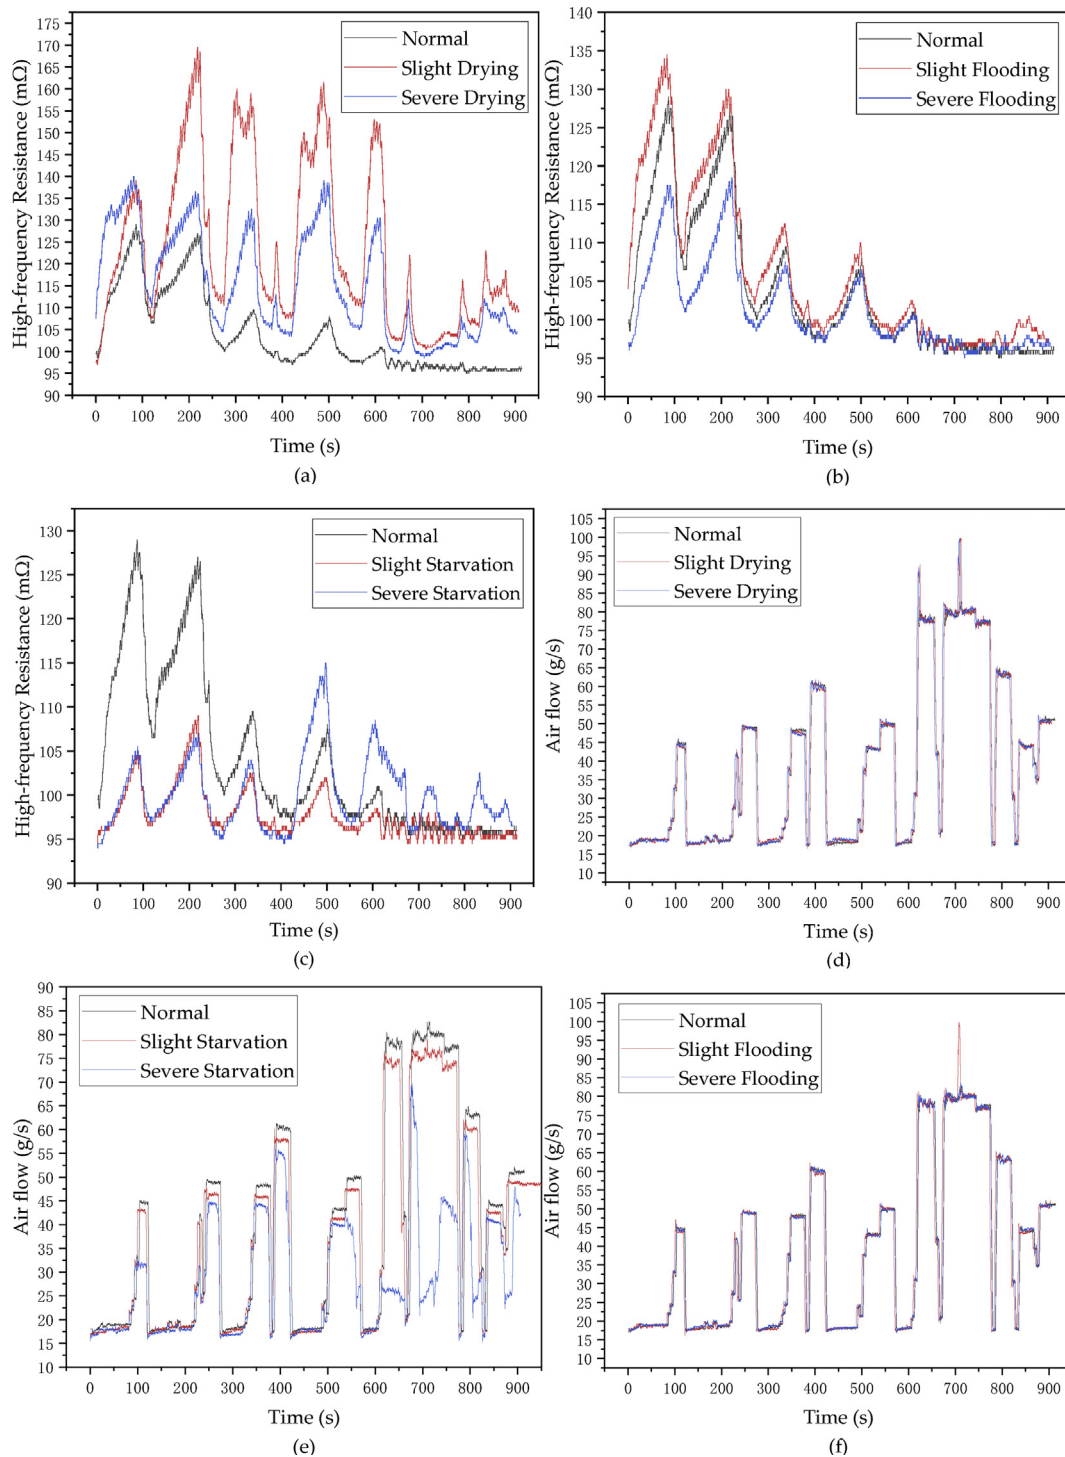 175
170
165
160
155
150
145
140
135
130
125
120
115
110
105
100
95
90
High-frequency Resistance (mΩ)
Normal
Slight Drying
Severe Drying
0 100 200 300 400 500 600 700 800 900
Time (s)
(a)
140
135
130
125
120
115
110
105
100
95
90
High-frequency Resistance (mΩ)
Normal
Slight Flooding
Severe Flooding
0 100 200 300 400 500 600 700 800 900
Time (s)
(b)
130
125
120
115
110
105
100
95
90
High-frequency Resistance (mΩ)
Normal
Slight Starvation
Severe Starvation
0 100 200 300 400 500 600 700 800 900
Time (s)
(c)
105
100
95
90
85
80
75
70
65
60
55
50
45
40
35
30
25
20
15
10
Air flow (g/s)
Normal
Slight Drying
Severe Drying
0 100 200 300 400 500 600 700 800 900
Time (s)
(d)
90
85
80
75
70
65
60
55
50
45
40
35
30
25
20
15
10
Air flow (g/s)
Normal
Slight Starvation
Severe Starvation
0 100 200 300 400 500 600 700 800 900
Time (s)
(e)
105
100
95
90
85
80
75
70
65
60
55
50
45
40
35
30
25
20
15
10
Air flow (g/s)
Normal
Slight Flooding
Severe Flooding
0 100 200 300 400 500 600 700 800 900
Time (s)
(f)